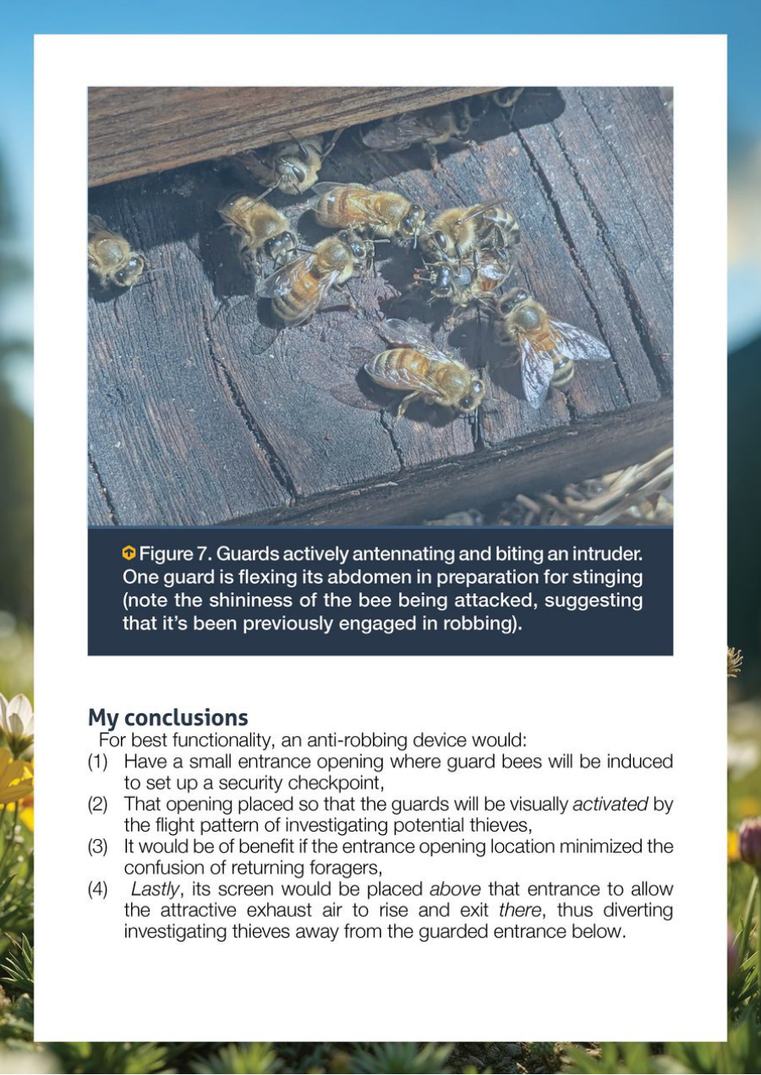 Figure 7. Guards actively antennating and biting an intruder.
One guard is flexing its abdomen in preparation for stinging
(note the shininess of the bee being attacked, suggesting
that it's been previously engaged in robbing).
My conclusions
For best functionality, an anti-robbing device would:
(1) Have a small entrance opening where guard bees will be induced
to set up a security checkpoint,
(2) That opening placed so that the guards will be visually activated by
the flight pattern of investigating potential thieves,
(3) It would be of benefit if the entrance opening location minimized the
confusion of returning foragers,
(4) Lastly, its screen would be placed above that entrance to allow
the attractive exhaust air to rise and exit there, thus diverting
investigating thieves away from the guarded entrance below.